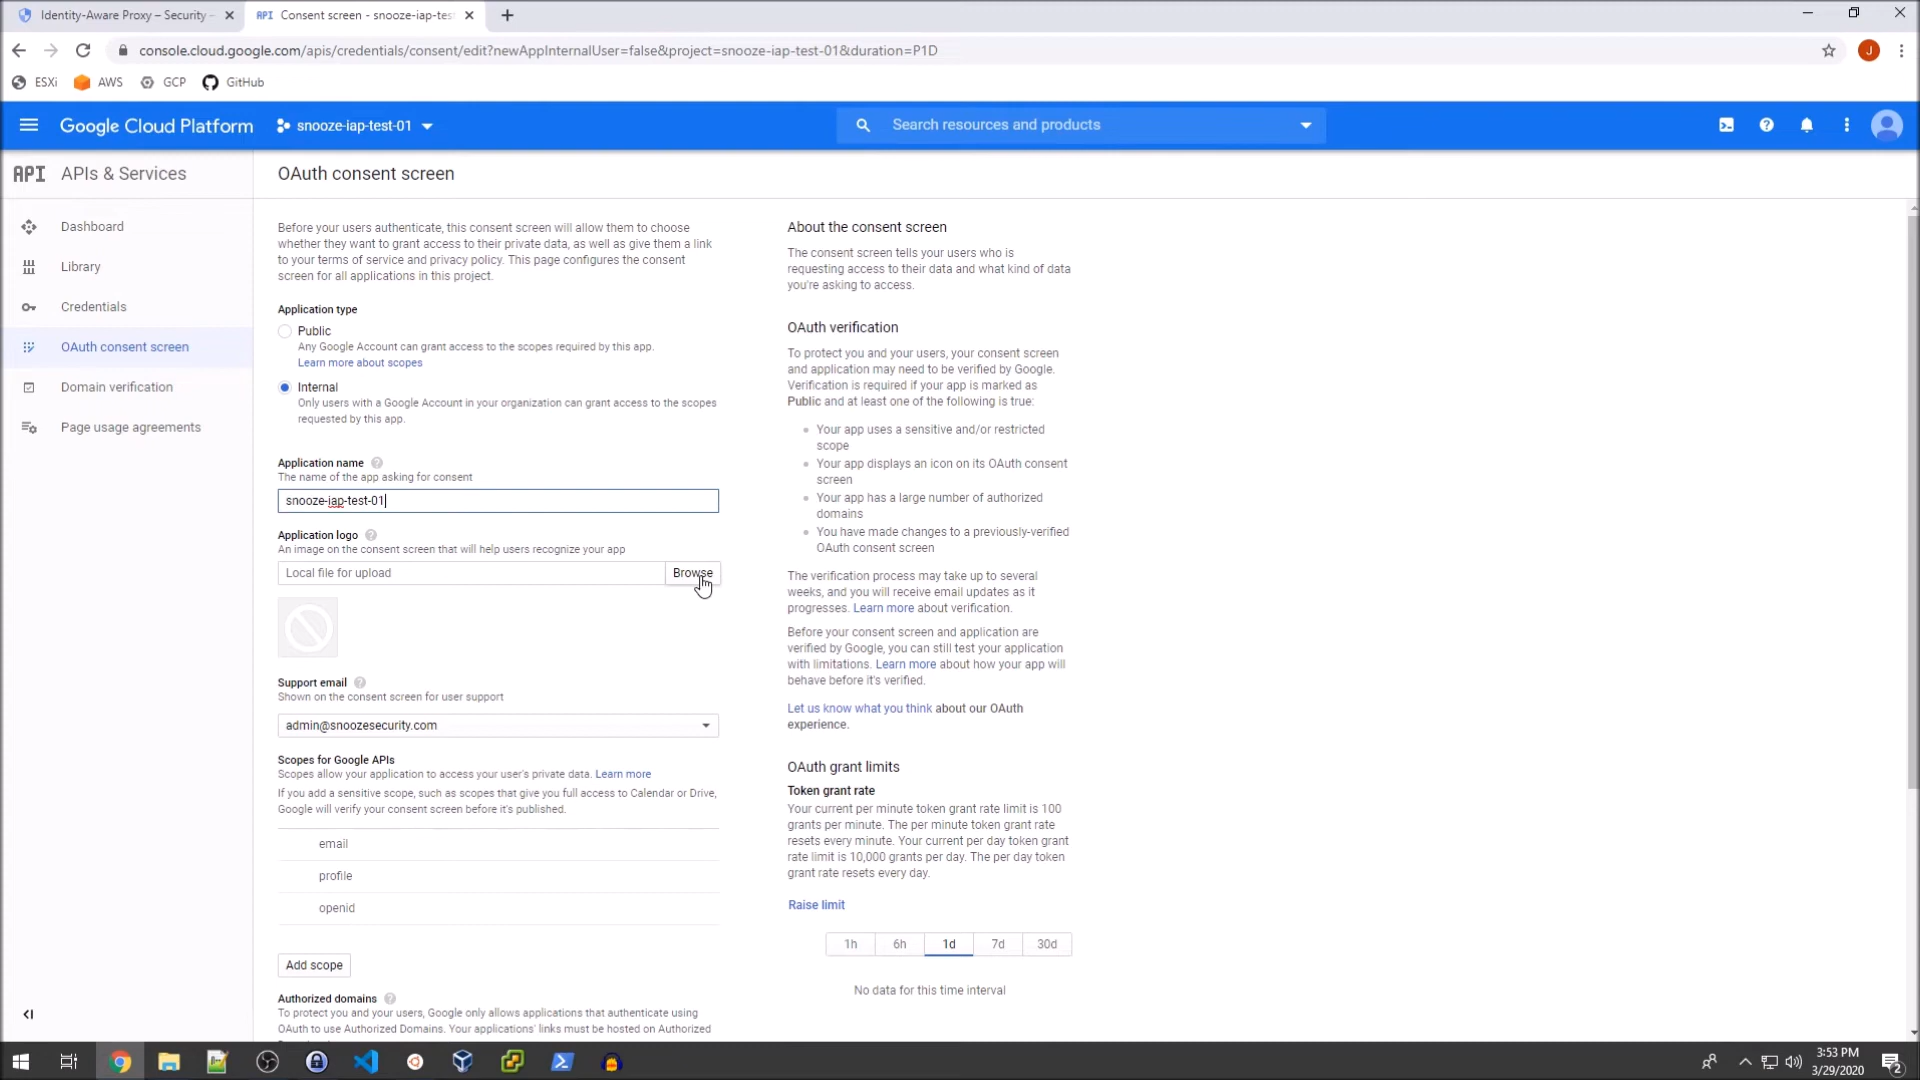 Identity-Aware Proxy – Security -
API Consent screen - snooze-iap-tes
console.cloud.google.com/apis/credentials/consent/edit?newAppInternalUser=false&project=snooze-iap-test-01&duration=P1D
J
ESXi
AWS
GCP
GitHub
Google Cloud Platform
snooze-iap-test-01
Search resources and products
API APIs & Services
Dashboard
Library
Credentials
OAuth consent screen
Domain verification
Page usage agreements
OAuth consent screen
Before your users authenticate, this consent screen will allow them to choose
whether they want to grant access to their private data, as well as give them a link
to your terms of service and privacy policy. This page configures the consent
screen for all applications in this project.
Application type
Public
Any Google Account can grant access to the scopes required by this app.
Learn more about scopes
Internal
Only users with a Google Account in your organization can grant access to the scopes
requested by this app.
Application name
The name of the app asking for consent
snooze-iap-test-01
Application logo
An image on the consent screen that will help users recognize your app
Local file for upload
Browse
Support email
Shown on the consent screen for user support
admin@snoozesecurity.com
Scopes for Google APIs
Scopes allow your application to access your user's private data. Learn more
If you add a sensitive scope, such as scopes that give you full access to Calendar or Drive,
Google will verify your consent screen before it's published.
email
profile
openid
Add scope
Authorized domains
To protect you and your users, Google only allows applications that authenticate using
OAuth to use Authorized Domains. Your applications' links must be hosted on Authorized
About the consent screen
The consent screen tells your users who is
requesting access to their data and what kind of data
you're asking to access.
OAuth verification
To protect you and your users, your consent screen
and application may need to be verified by Google.
Verification is required if your app is marked as
Public and at least one of the following is true:
Your app uses a sensitive and/or restricted
scope
Your app displays an icon on its OAuth consent
screen
Your app has a large number of authorized
domains
You have made changes to a previously-verified
OAuth consent screen
The verification process may take up to several
weeks, and you will receive email updates as it
progresses. Learn more about verification.
Before your consent screen and application are
verified by Google, you can still test your application
with limitations. Learn more about how your app will
behave before it's verified.
Let us know what you think about our OAuth
experience.
OAuth grant limits
Token grant rate
Your current per minute token grant rate limit is 100
grants per minute. The per minute token grant rate
resets every minute. Your current per day token grant
rate limit is 10,000 grants per day. The per day token
grant rate resets every day.
Raise limit
1h
6h
1d
7d
30d
No data for this time interval
3:53 PM
3/29/2020
2